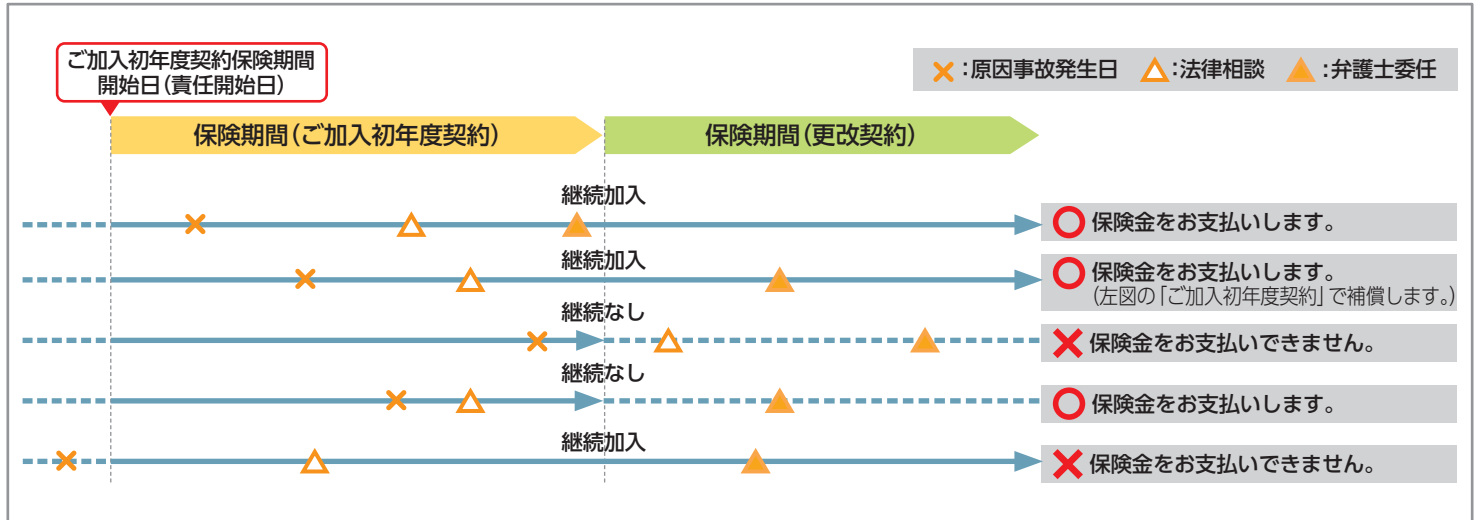 ご加入初年度契約保険期間
開始日(責任開始日)
:原因事故発生日 :法律相談 :弁護士委任
保険期間(ご加入初年度契約) 保険期間(更改契約)
継続加入
保険金をお支払いします。
継続加入
保険金をお支払いします。
(左図の「ご加入初年度契約」で補償します。)
継続なし
保険金をお支払いできません。
継続なし
保険金をお支払いします。
継続加入
保険金をお支払いできません。